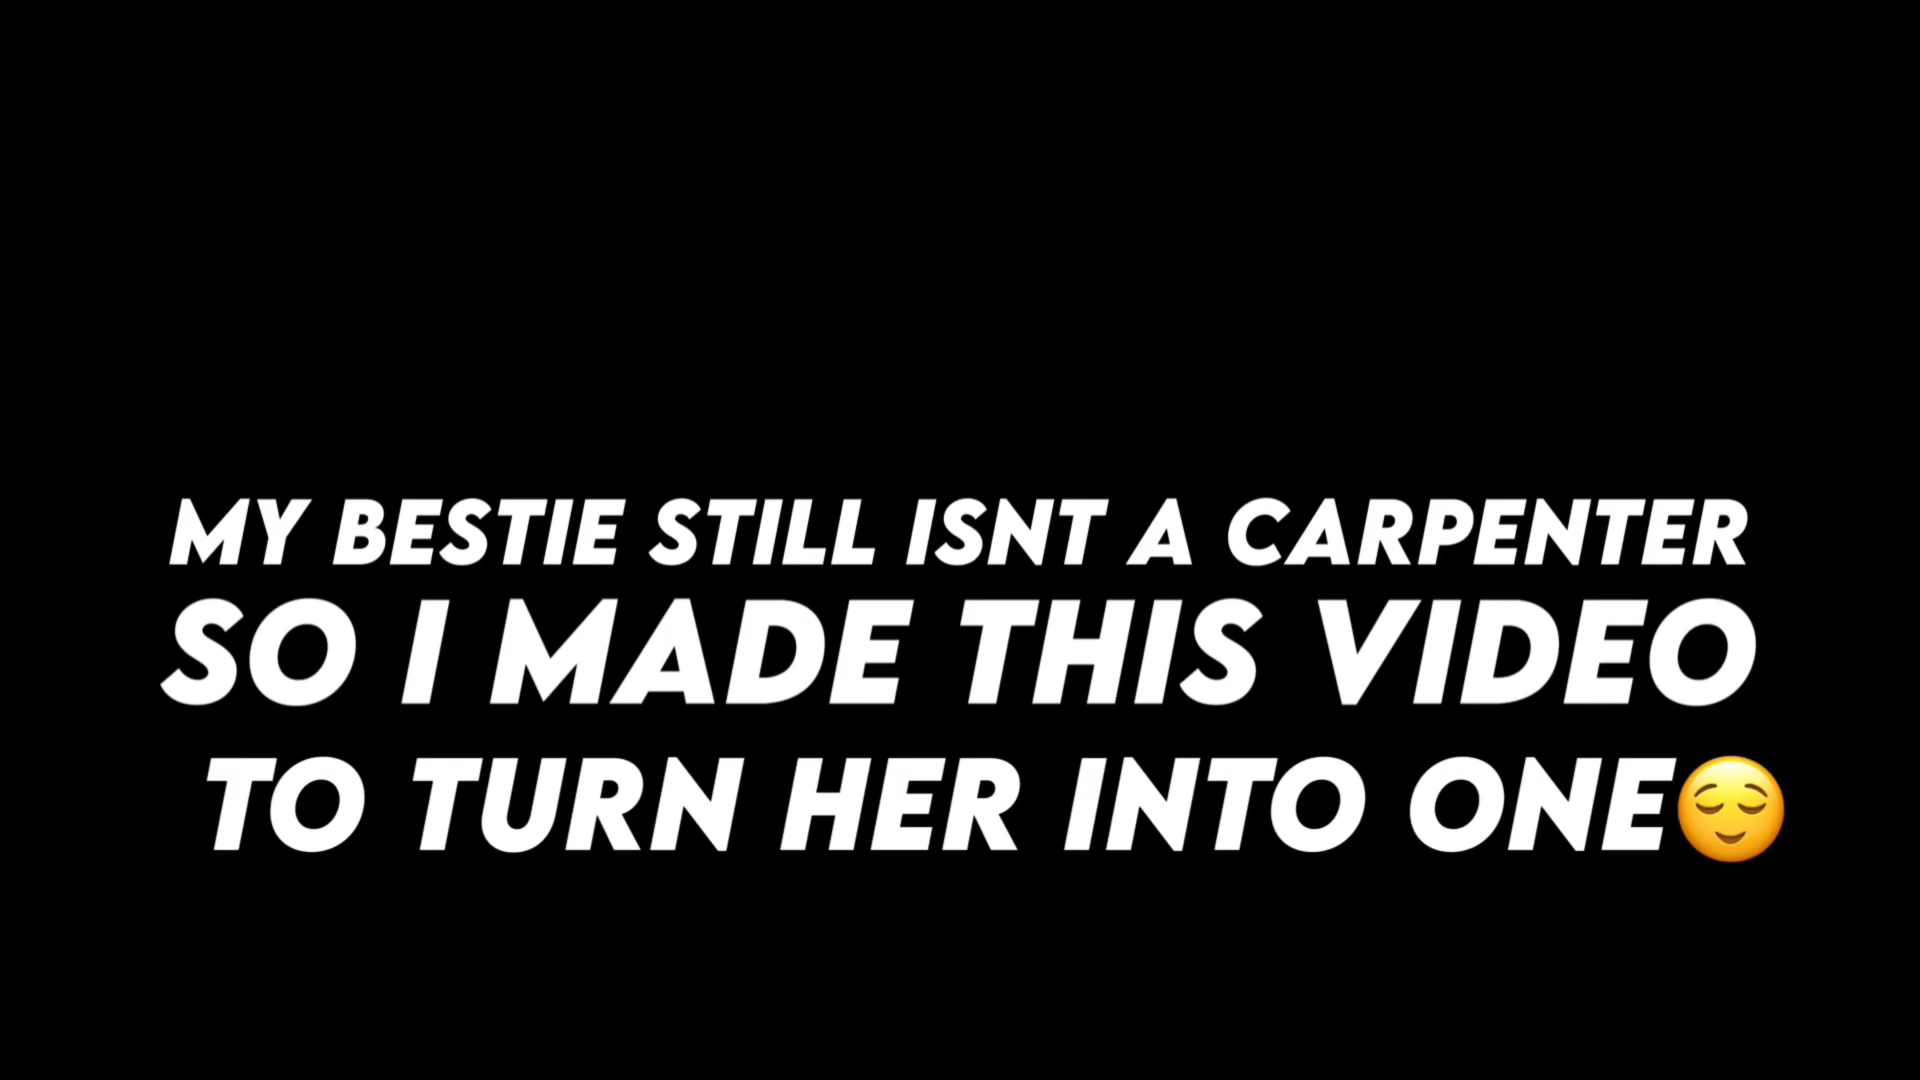 MY BESTIE STILL ISNT A CARPENTER
SO I MADE THIS VIDEO
TO TURN HER INTO ONE😌